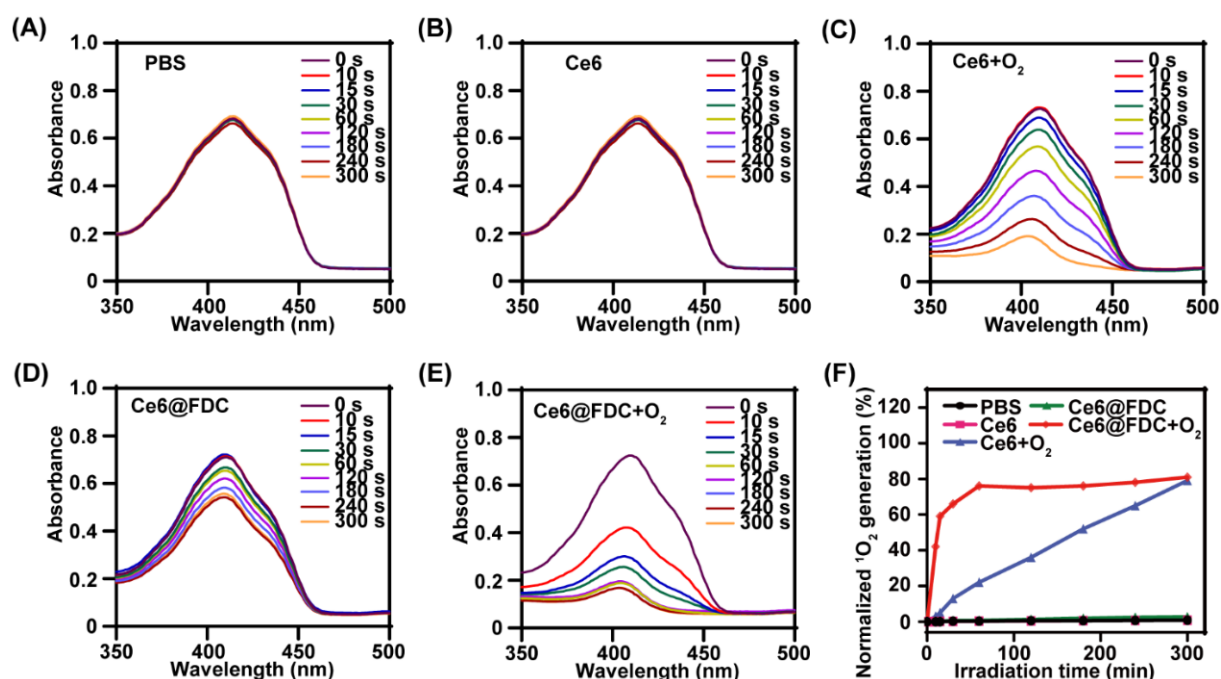 (A)
1.0
0.8
0.6
0.4
0.2
0
Absorbance
PBS
0 s
10 s
15 s
30 s
60 s
120 s
180 s
240 s
300 s
350 400 450 500
Wavelength (nm)
(B)
1.0
0.8
0.6
0.4
0.2
0
Absorbance
Ce6
0 s
10 s
15 s
30 s
60 s
120 s
180 s
240 s
300 s
350 400 450 500
Wavelength (nm)
(C)
1.0
0.8
0.6
0.4
0.2
0
Absorbance
Ce6+O₂
0 s
10 s
15 s
30 s
60 s
120 s
180 s
240 s
300 s
350 400 450 500
Wavelength (nm)
(D)
1.0
0.8
0.6
0.4
0.2
0
Absorbance
Ce6@FDC
0 s
10 s
15 s
30 s
60 s
120 s
180 s
240 s
300 s
350 400 450 500
Wavelength (nm)
(E)
1.0
0.8
0.6
0.4
0.2
0
Absorbance
Ce6@FDC+O₂
0 s
10 s
15 s
30 s
60 s
120 s
180 s
240 s
300 s
350 400 450 500
Wavelength (nm)
(F)
120
100
80
60
40
20
0
Normalized ¹O₂ generation (%)
PBS
Ce6
Ce6+O₂
Ce6@FDC
Ce6@FDC+O₂
0 100 200 300
Irradiation time (min)